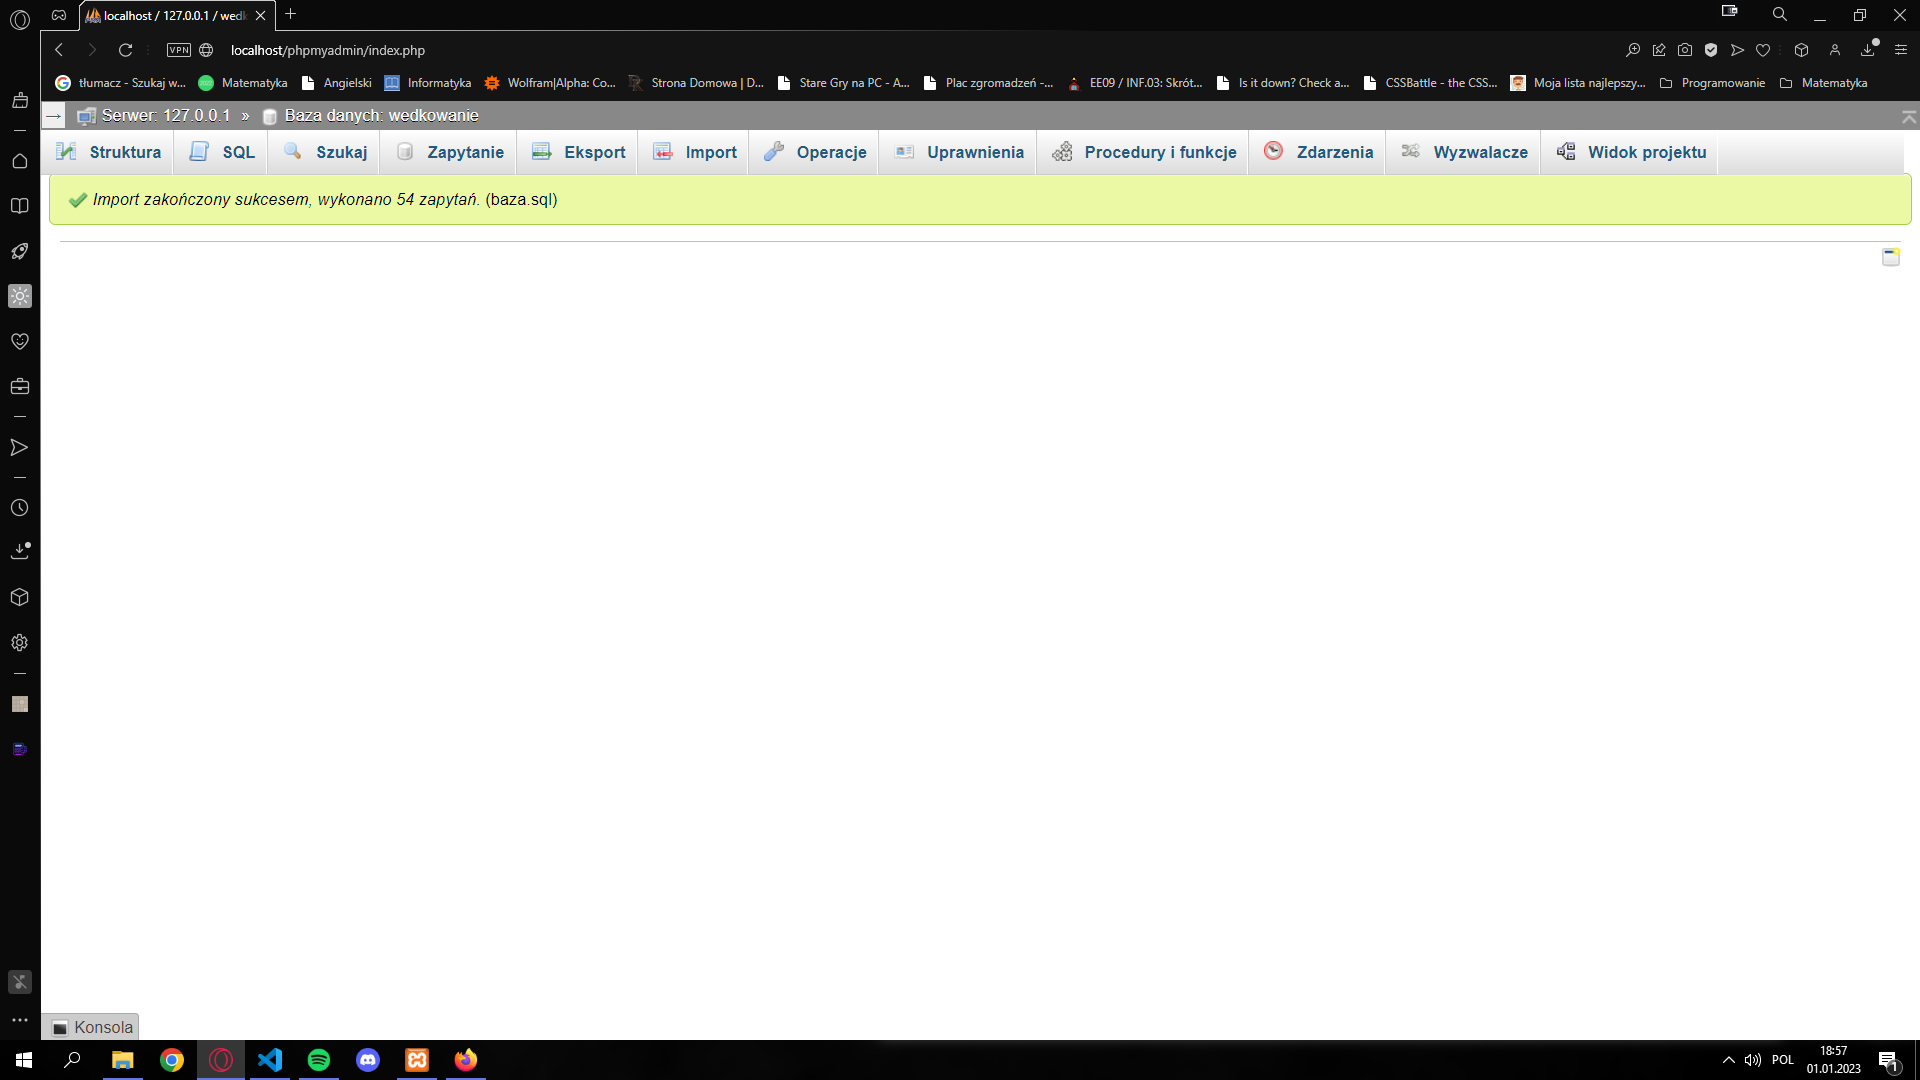 localhost / 127.0.0.1 / wedk
VPN localhost/phpmyadmin/index.php
tłumacz - Szukaj w... Matematyka Angielski Informatyka Wolfram|Alpha: Co... Strona Domowa | D... Stare Gry na PC - A... Plac zgromadzeń -... EE09 / INF.03: Skrót... Is it down? Check a... CSSBattle - the CSS... Moja lista najlepszy... Programowanie Matematyka
Serwer: 127.0.0.1 » Baza danych: wedkowanie
Struktura SQL Szukaj Zapytanie Eksport Import Operacje Uprawnienia Procedury i funkcje Zdarzenia Wyzwalacze Widok projektu
Import zakończony sukcesem, wykonano 54 zapytań. (baza.sql)
Konsola
POL 18:57
01.01.2023
1